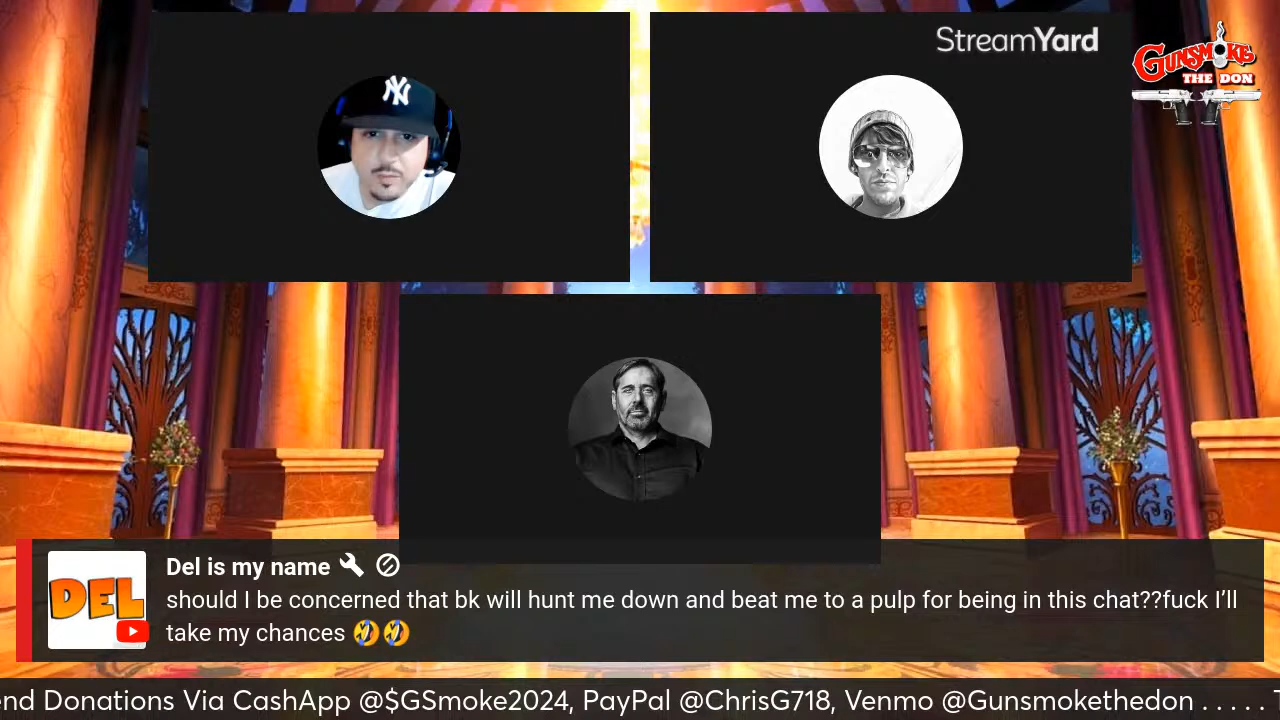 StreamYard
GUNSMOKE
THE DON
NY
DEL
Del is my name
should I be concerned that bk will hunt me down and beat me to a pulp for being in this chat??fuck I’ll
take my chances 🤣🤣
nd Donations Via CashApp @$GSmoke2024, PayPal @ChrisG718, Venmo @Gunsmokethedon . . . . .